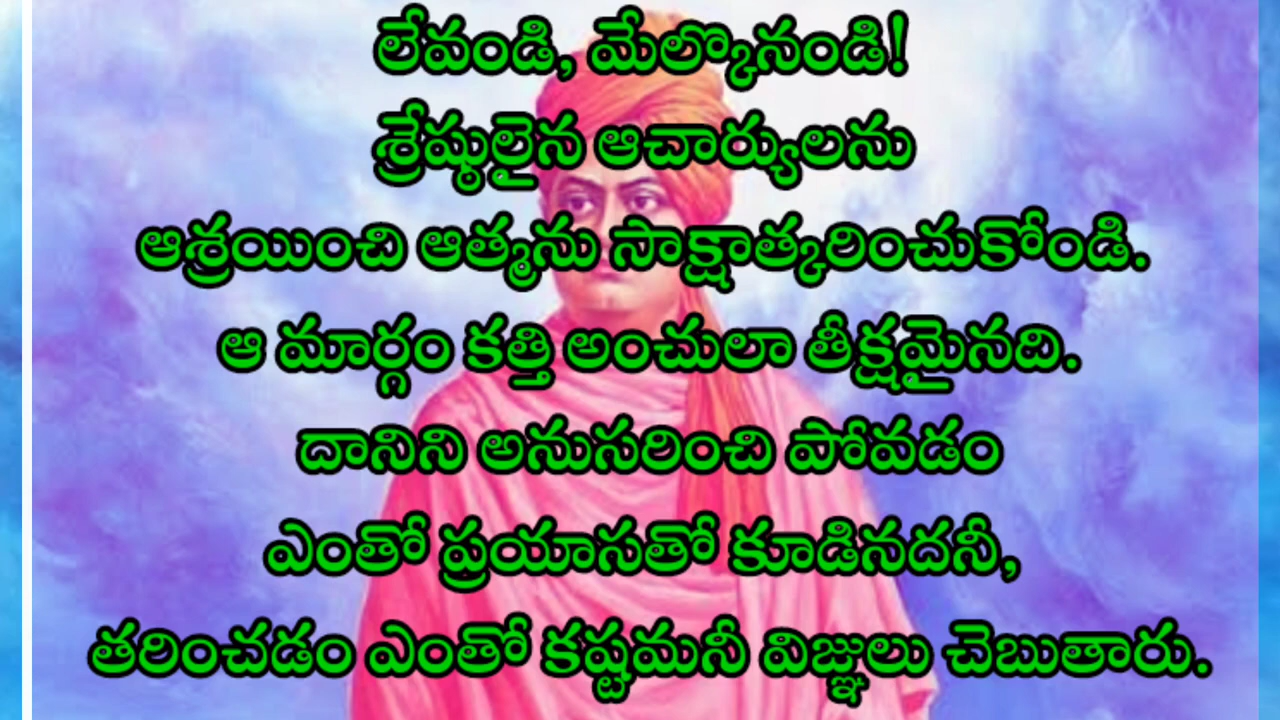 లేవండి, మేల్కొనండి!
శ్రేష్ఠులైన ఆచార్యులను
ఆశ్రయించి ఆత్మను సాక్షాత్కరించుకోండి.
ఆ మార్గం కత్తి అంచులా తీక్షమైనది.
దానిని అనుసరించి పోవడం
ఎంతో ప్రయాసతో కూడినదనీ,
తరించడం ఎంతో కష్టమనీ విజ్ఞులు చెబుతారు.